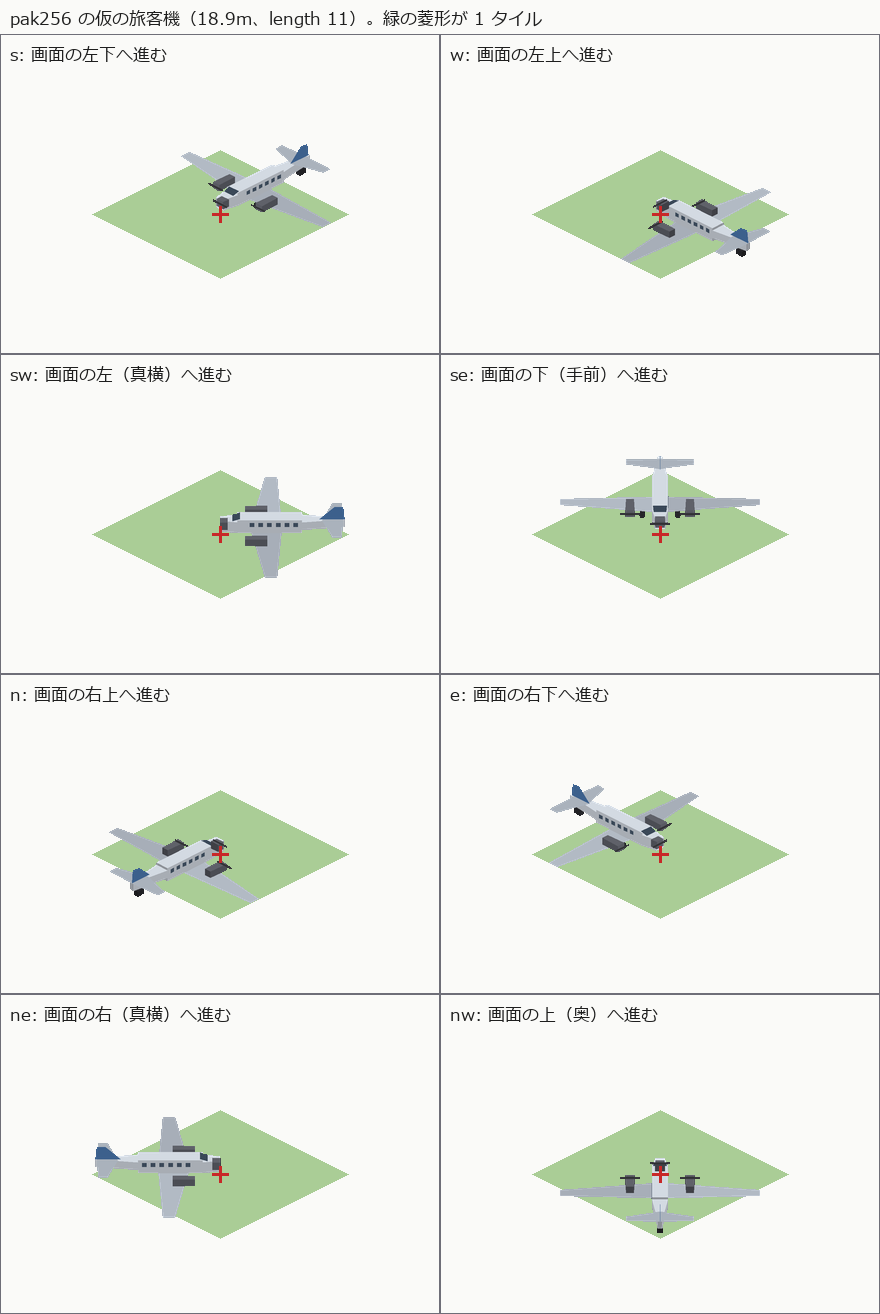 pak256 の仮の旅客機（18.9m、length 11）。緑の菱形が 1 タイル
s: 画面の左下へ進む
w: 画面の左上へ進む
sw: 画面の左（真横）へ進む
se: 画面の下（手前）へ進む
n: 画面の右上へ進む
e: 画面の右下へ進む
ne: 画面の右（真横）へ進む
nw: 画面の上（奥）へ進む